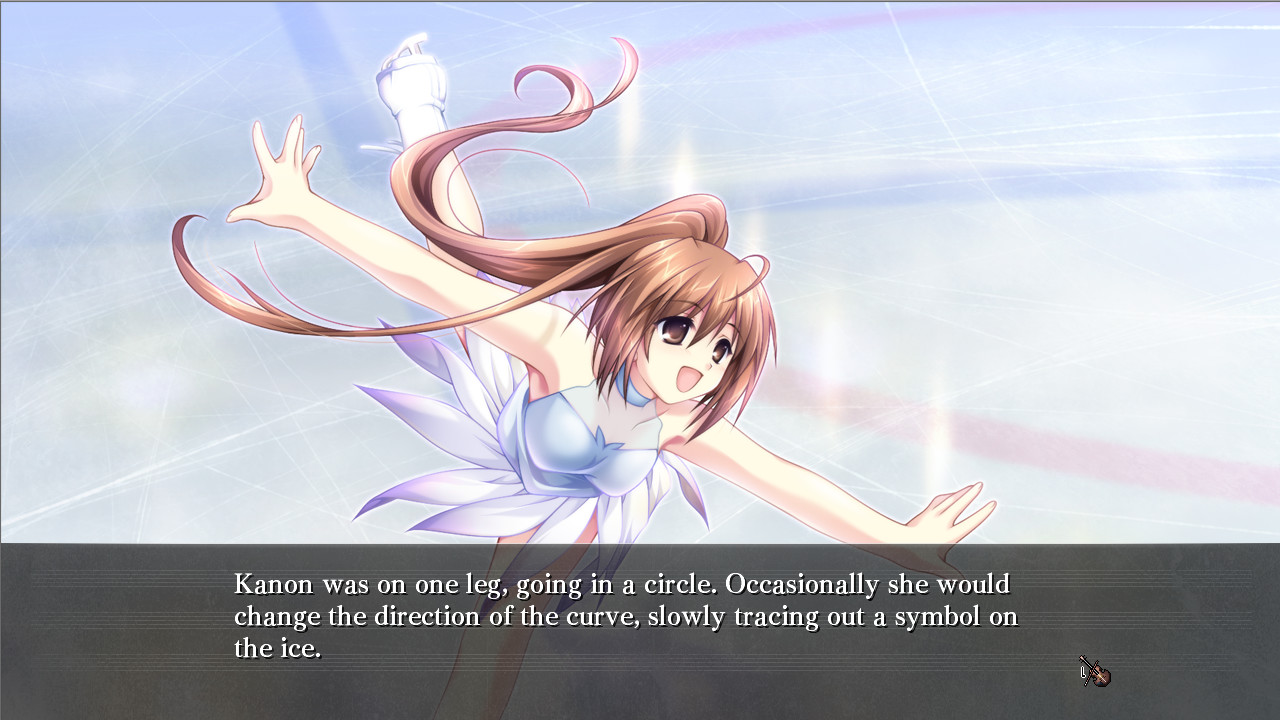 Kanon was on one leg, going in a circle. Occasionally she would
change the direction of the curve, slowly tracing out a symbol on
the ice.